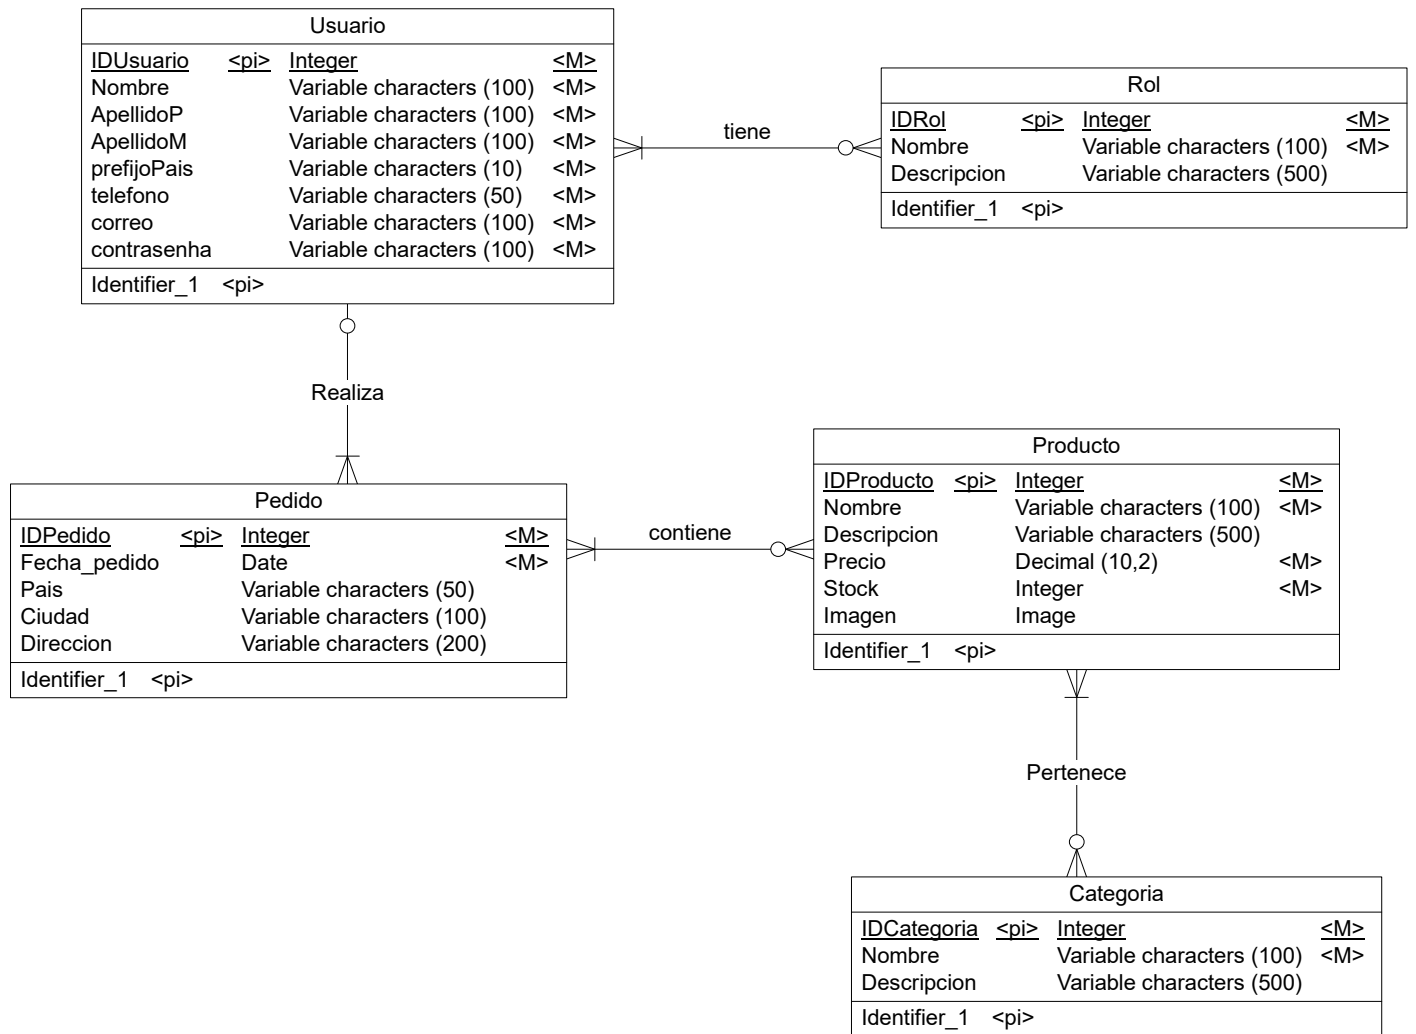 Usuario
IDUsuario <pi> Integer <M>
Nombre Variable characters (100) <M>
ApellidoP Variable characters (100) <M>
ApellidoM Variable characters (100) <M>
prefijoPais Variable characters (10) <M>
telefono Variable characters (50) <M>
correo Variable characters (100) <M>
contrasenha Variable characters (100) <M>
Identifier_1 <pi>
tiene
Rol
IDRol <pi> Integer <M>
Nombre Variable characters (100) <M>
Descripcion Variable characters (500)
Identifier_1 <pi>
Realiza
Pedido
IDPedido <pi> Integer <M>
Fecha_pedido Date <M>
Pais Variable characters (50)
Ciudad Variable characters (100)
Direccion Variable characters (200)
Identifier_1 <pi>
contiene
Producto
IDProducto <pi> Integer <M>
Nombre Variable characters (100) <M>
Descripcion Variable characters (500)
Precio Decimal (10,2) <M>
Stock Integer <M>
Imagen Image
Identifier_1 <pi>
Pertenece
Categoria
IDCategoria <pi> Integer <M>
Nombre Variable characters (100) <M>
Descripcion Variable characters (500)
Identifier_1 <pi>